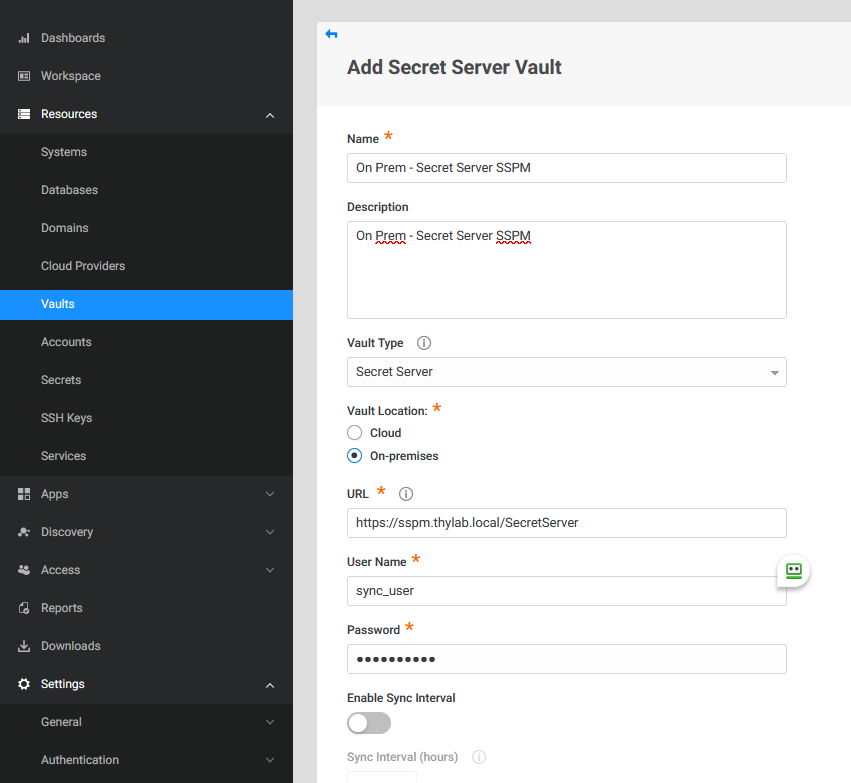 Dashboards
Workspace
Resources
Systems
Databases
Domains
Cloud Providers
Vaults
Accounts
Secrets
SSH Keys
Services
Apps
Discovery
Access
Reports
Downloads
Settings
General
Authentication
Add Secret Server Vault
Name *
On Prem - Secret Server SSPM
Description
On Prem - Secret Server SSPM
Vault Type
Secret Server
Vault Location: *
Cloud
On-premises
URL *
https://sspm.thylab.local/SecretServer
User Name *
sync_user
Password *
••••••••••
Enable Sync Interval
Sync Interval (hours)